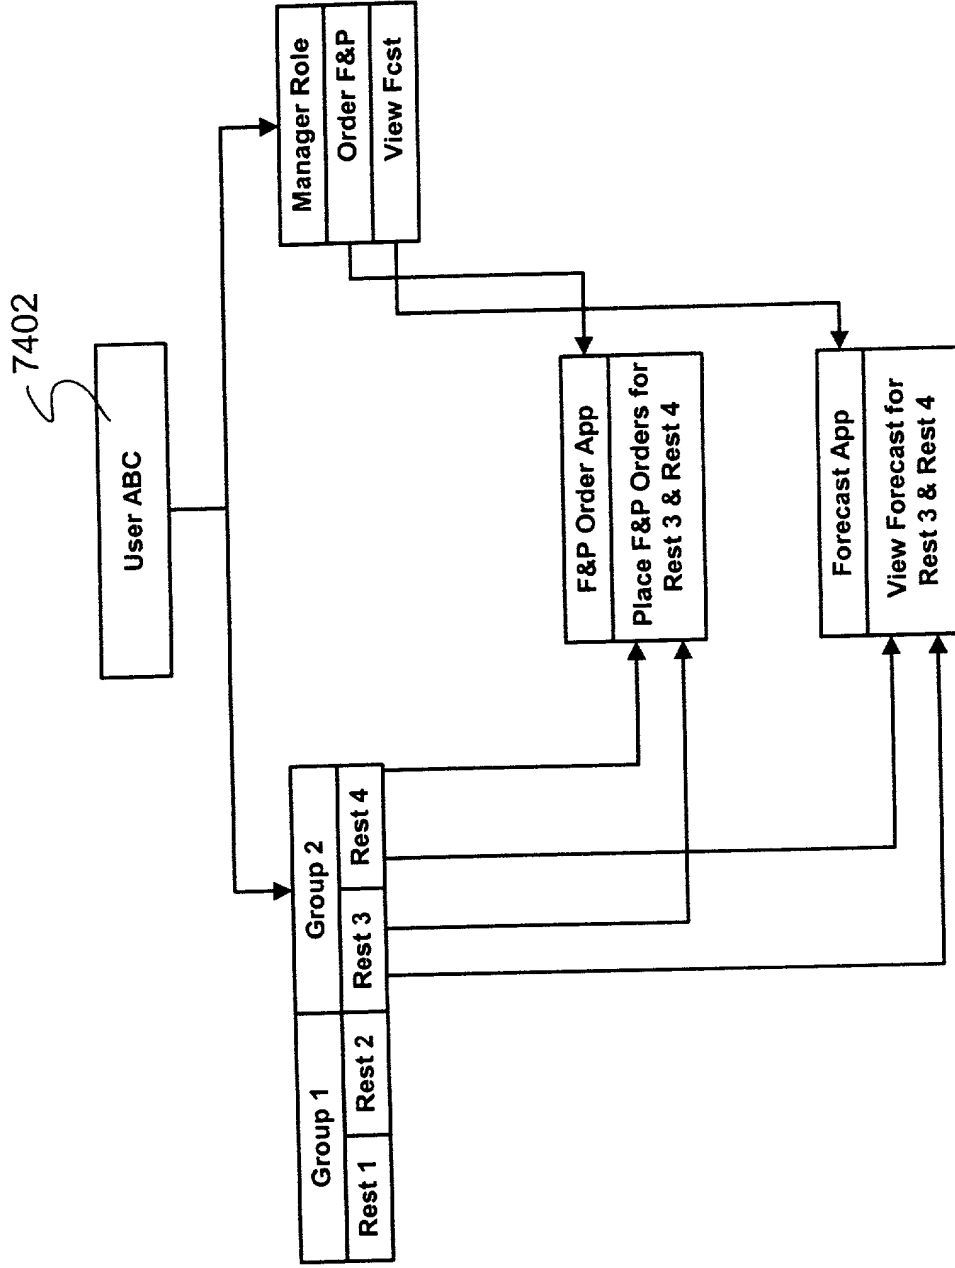 7402
User ABC
Group 1
Group 2
Rest 1
Rest 2
Rest 3
Rest 4
Manager Role
Order F&P
View Fcst
F&P Order App
Place F&P Orders for
Rest 3 & Rest 4
Forecast App
View Forecast for
Rest 3 & Rest 4